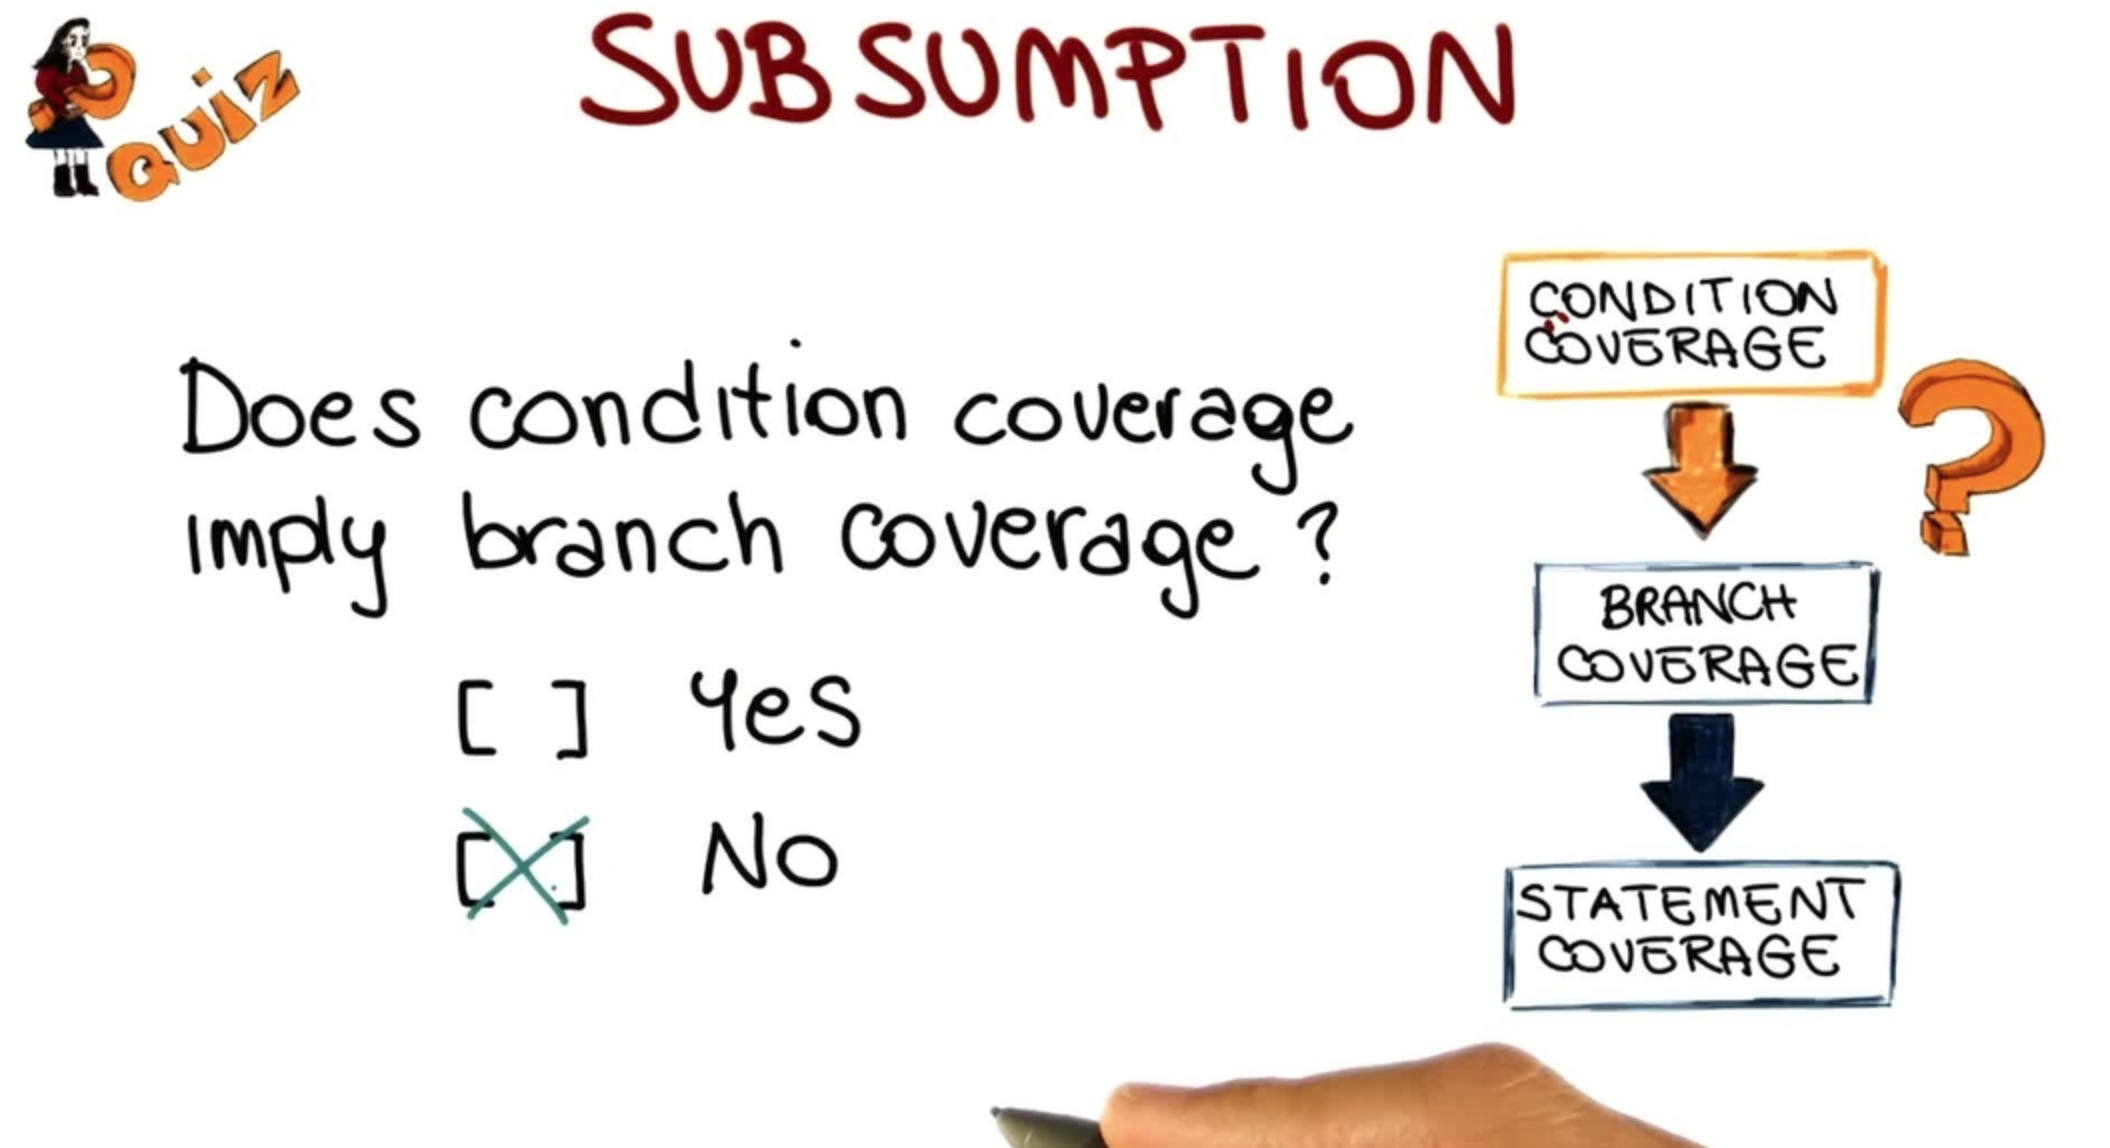 QUIZ
SUBSUMPTION
Does condition coverage
imply branch coverage?
[ ] Yes
[X] No
CONDITION
COVERAGE
?
BRANCH
COVERAGE
STATEMENT
COVERAGE